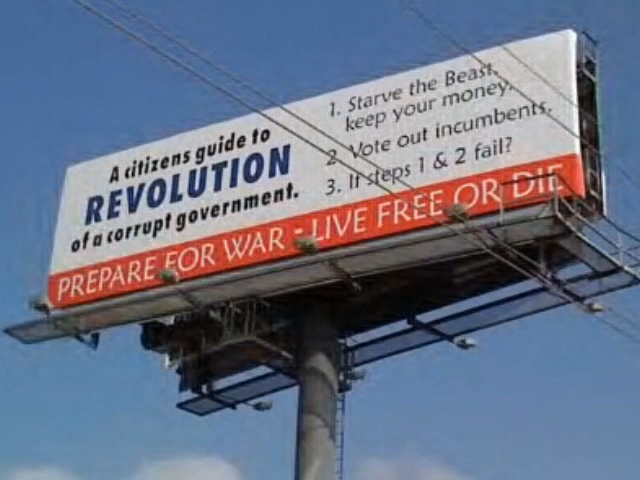 A citizens guide to
REVOLUTION
of a corrupt government.
1. Starve the Beast,
keep your money.
2. Vote out incumbents.
3. If steps 1 & 2 fail?
PREPARE FOR WAR - LIVE FREE OR DIE